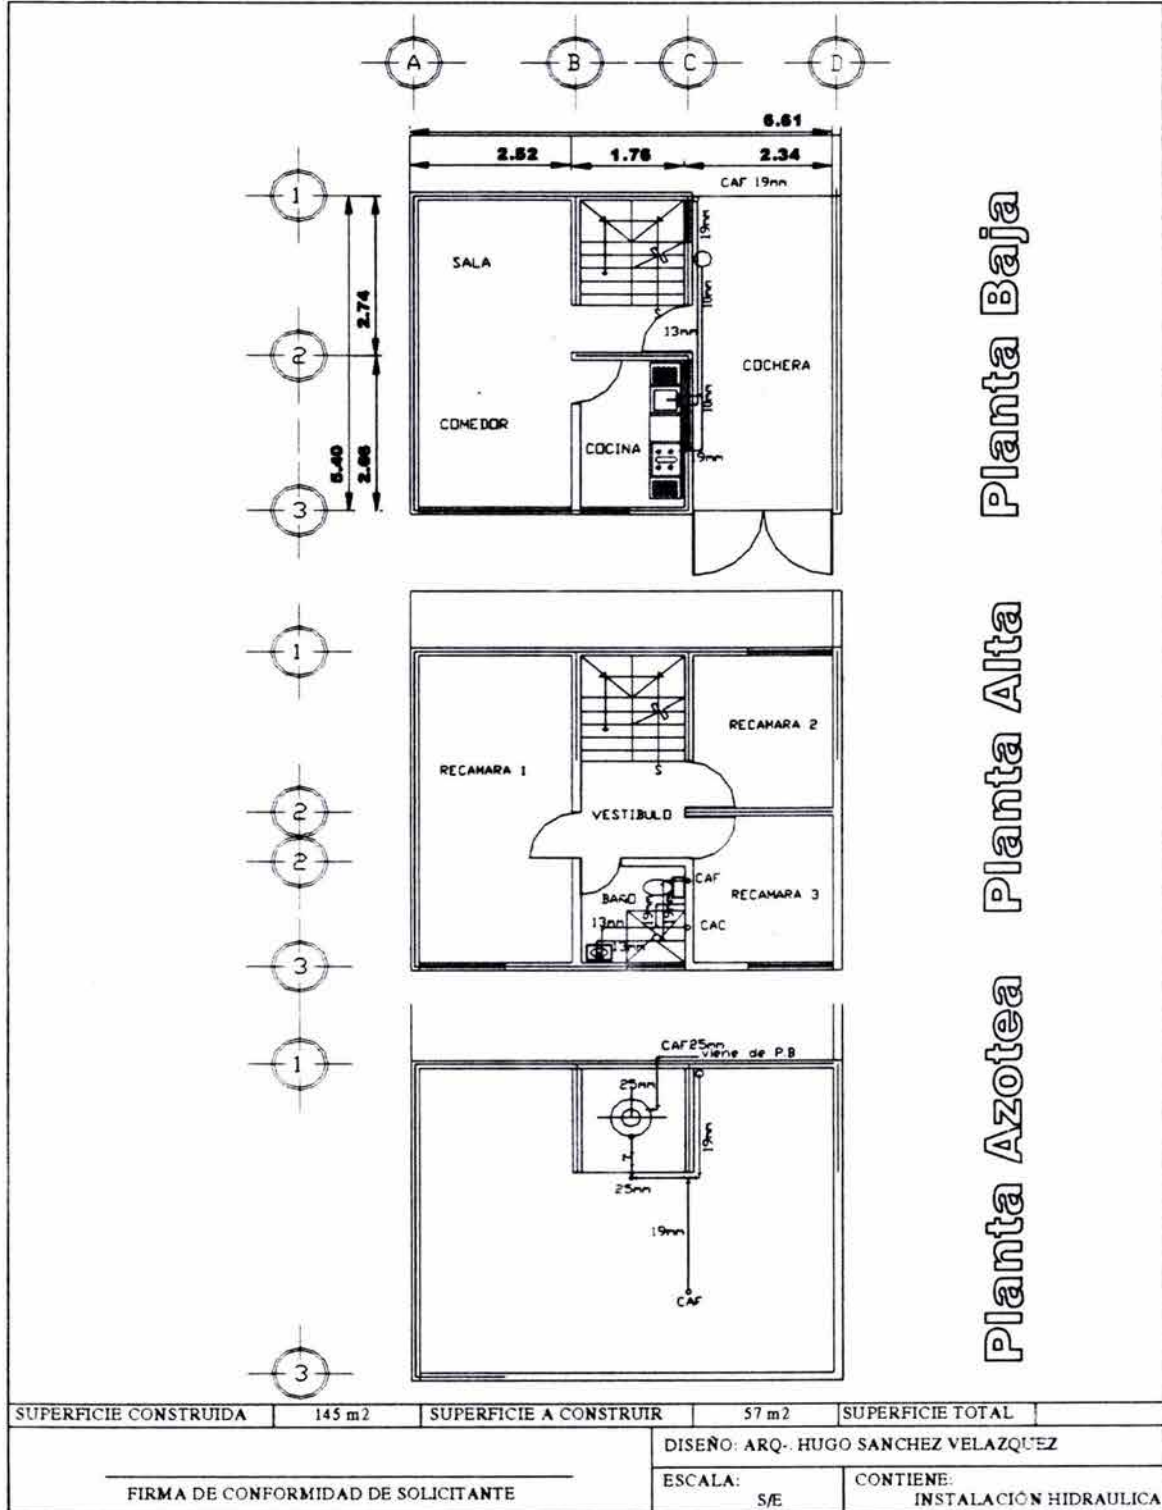 A B C D
6.61
2.52 1.76 2.34
CAF 19mm
1
19mm
SALA
10mm
2.74
13mm
2
COCHERA
10mm
COMEDOR
COCINA
9mm
5.40
2.66
3
Planta Baja
1
RECAMARA 2
RECAMARA 1
S
2
VESTIBULO
2
CAF
BAÑO
RECAMARA 3
19mm
13mm
CAC
13mm
3
Planta Alta
CAF 25mm
viene de P.B
1
25mm
19mm
25mm
19mm
CAF
3
Planta Azotea
SUPERFICIE CONSTRUIDA 145 m2 SUPERFICIE A CONSTRUIR 57 m2 SUPERFICIE TOTAL
DISEÑO: ARQ-. HUGO SANCHEZ VELAZQUEZ
FIRMA DE CONFORMIDAD DE SOLICITANTE
ESCALA:
S/E
CONTIENE:
INSTALACIÓN HIDRAULICA